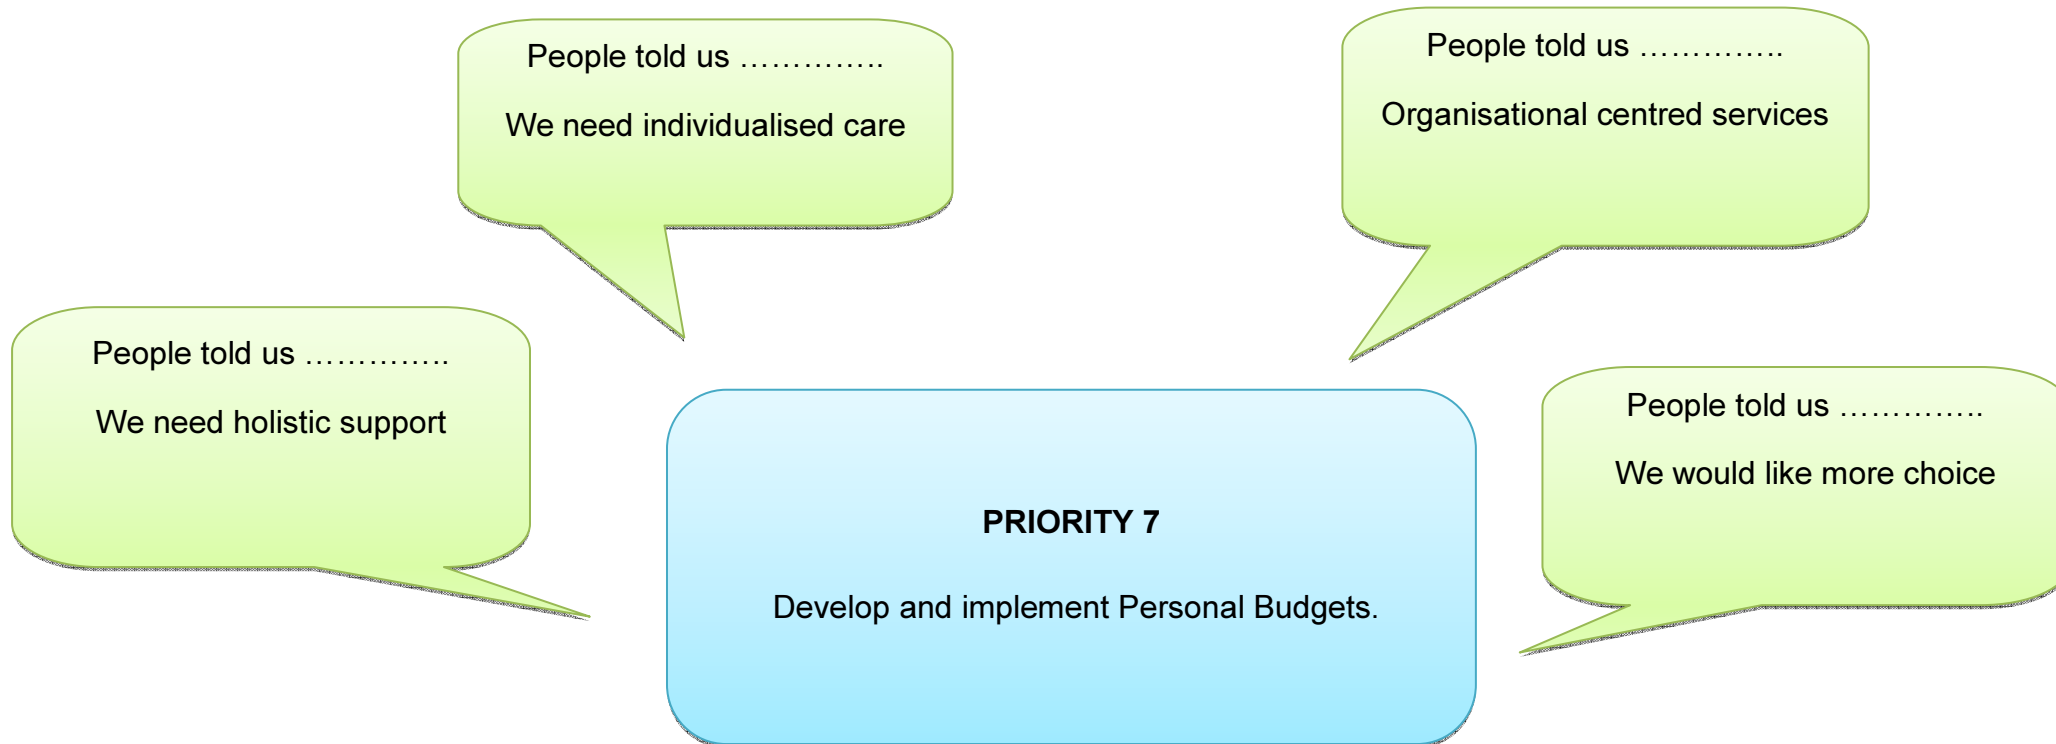 People told us …………..
We need individualised care
People told us …………..
Organisational centred services
People told us …………..
We need holistic support
People told us …………..
We would like more choice
PRIORITY 7
Develop and implement Personal Budgets.